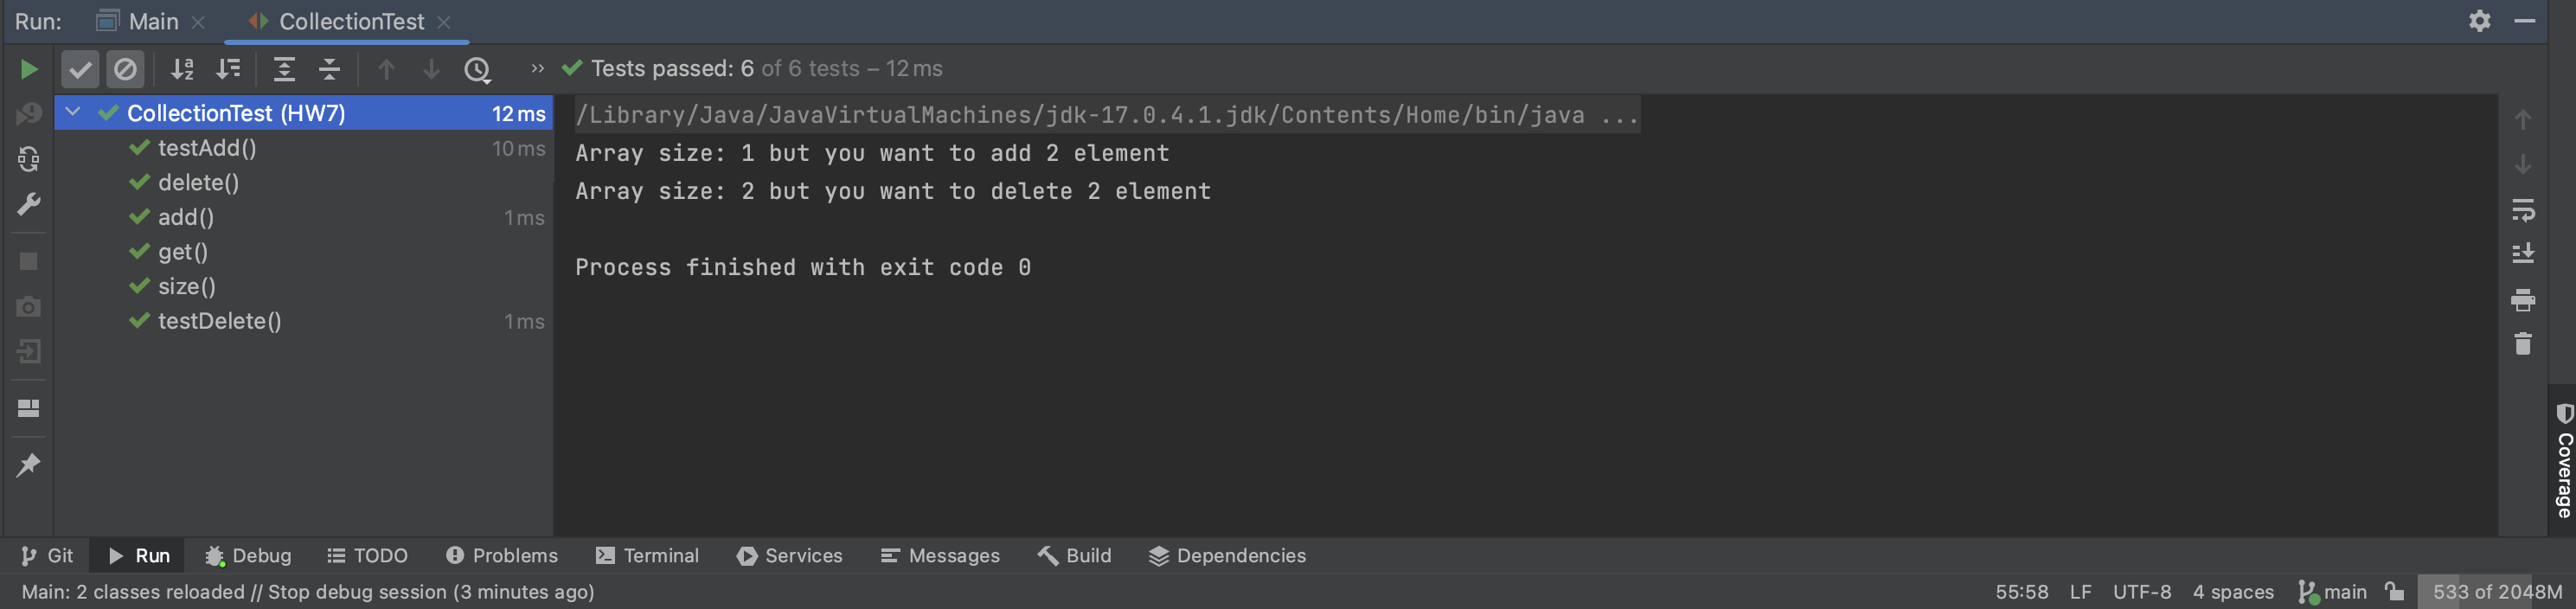 Run: Main CollectionTest
Tests passed: 6 of 6 tests – 12 ms
CollectionTest (HW7) 12 ms
testAdd() 10 ms
delete()
add() 1 ms
get()
size()
testDelete() 1 ms
/Library/Java/JavaVirtualMachines/jdk-17.0.4.1.jdk/Contents/Home/bin/java ...
Array size: 1 but you want to add 2 element
Array size: 2 but you want to delete 2 element
Process finished with exit code 0
Coverage
Git Run Debug TODO Problems Terminal Services Messages Build Dependencies
Main: 2 classes reloaded // Stop debug session (3 minutes ago) 55:58 LF UTF-8 4 spaces main 533 of 2048M